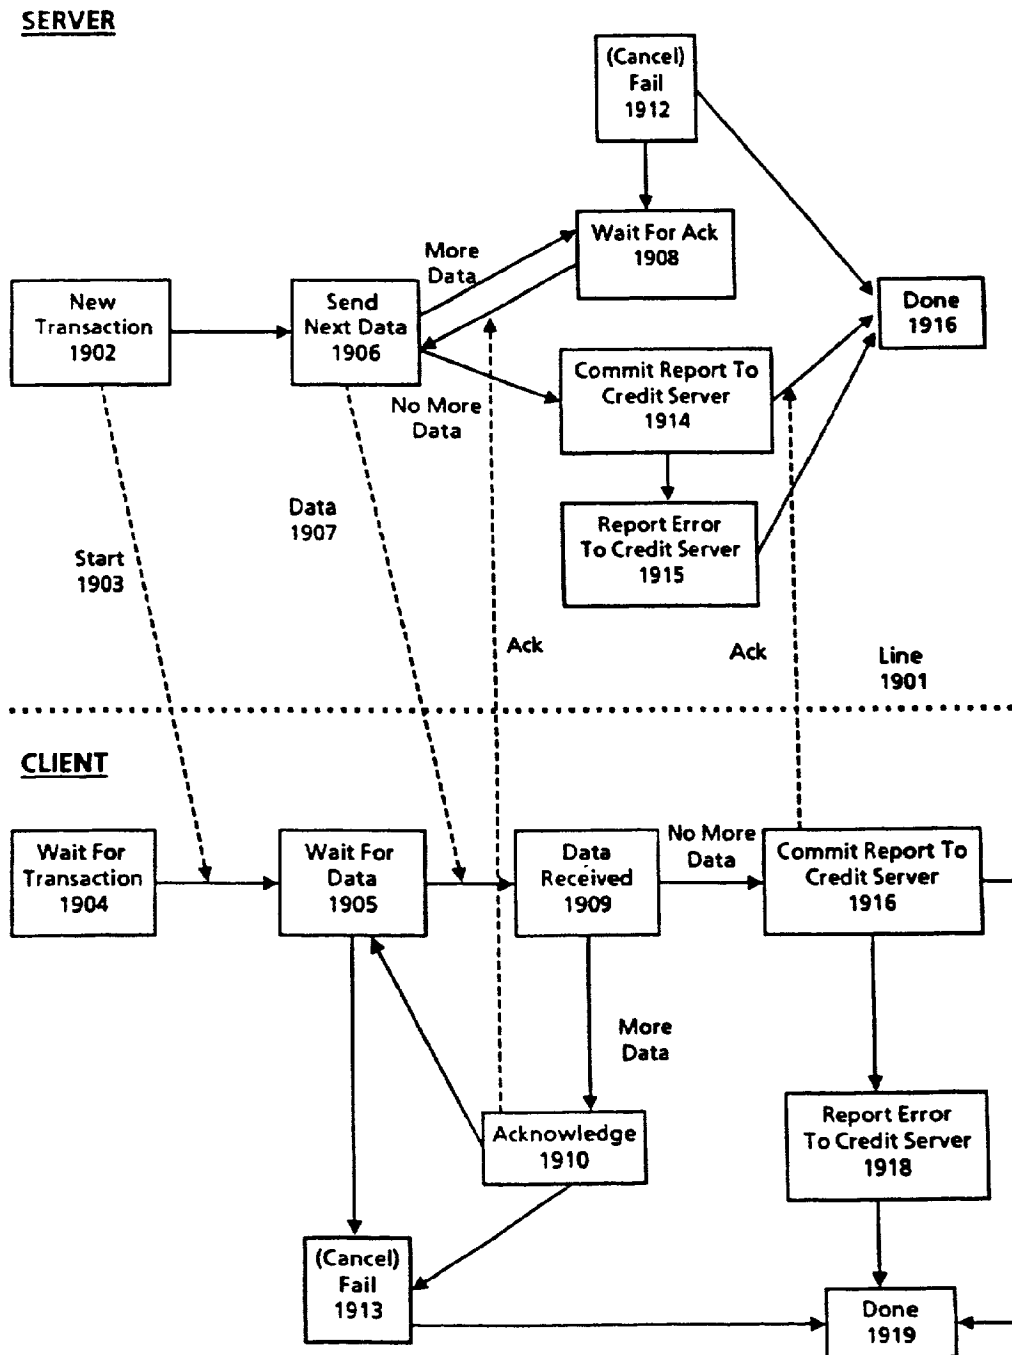 SERVER
(Cancel)
Fail
1912
Wait For Ack
1908
More
Data
New
Transaction
1902
Send
Next Data
1906
Done
1916
Commit Report To
Credit Server
1914
No More
Data
Data
1907
Report Error
To Credit Server
1915
Start
1903
Ack
Ack
Line
1901
CLIENT
Wait For
Transaction
1904
Wait For
Data
1905
Data
Received
1909
No More
Data
Commit Report To
Credit Server
1916
More
Data
Acknowledge
1910
Report Error
To Credit Server
1918
(Cancel)
Fail
1913
Done
1919